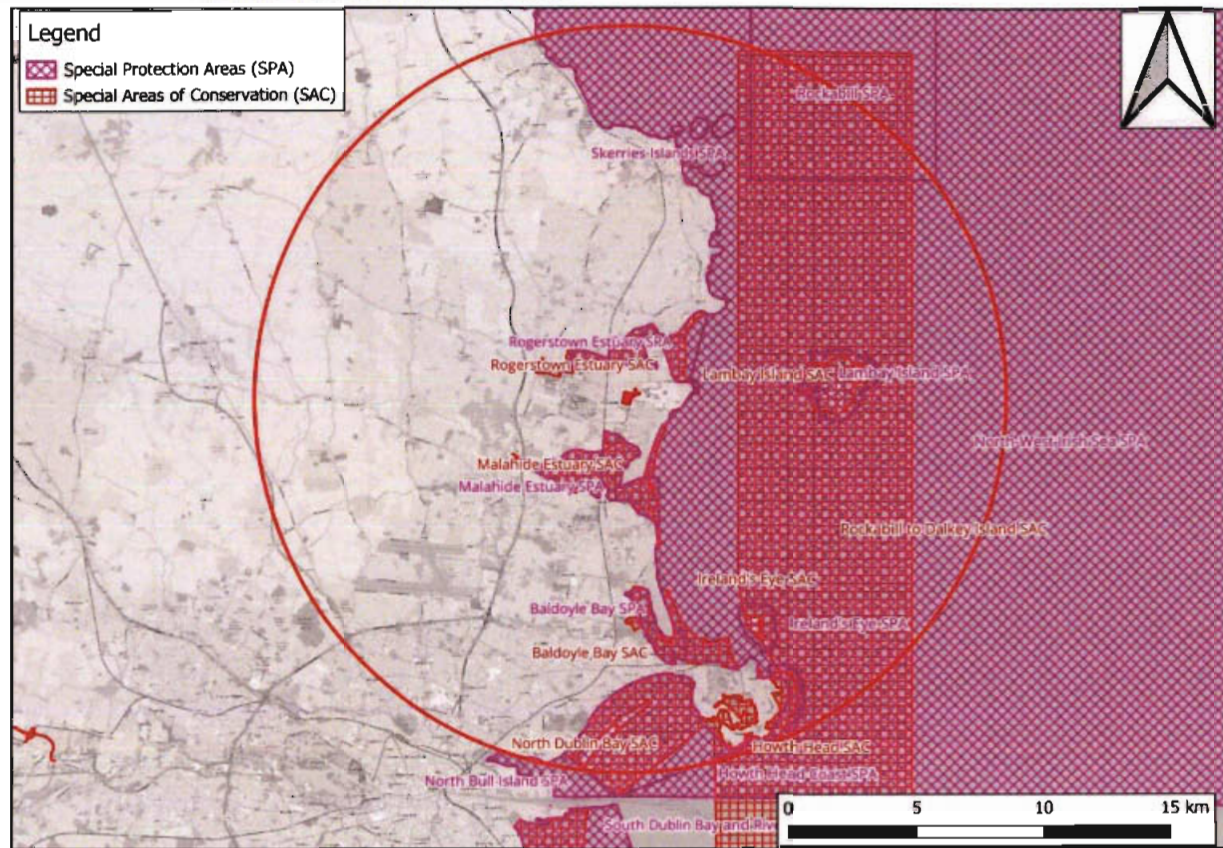 Legend
Special Protection Areas (SPA)
Special Areas of Conservation (SAC)
Rockabill SPA
Skerries Islands SPA
Rogerstown Estuary SPA
Rogerstown Estuary SAC
Lambay Island SAC
Lambay Island SPA
North-West Irish Sea SPA
Malahide Estuary SAC
Malahide Estuary SPA
Rockabill to Dalkey Island SAC
Ireland's Eye SAC
Baldoyle Bay SPA
Ireland's Eye SPA
Baldoyle Bay SAC
North Dublin Bay SAC
Howth Head SAC
North Bull Island SPA
Howth Head Coast SPA
0 5 10 15 km
South Dublin Bay and Rive